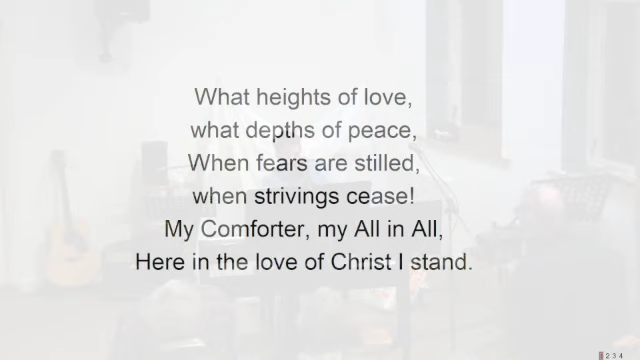 What heights of love,
what depths of peace,
When fears are stilled,
when strivings cease!
My Comforter, my All in All,
Here in the love of Christ I stand.
1 2 3 4